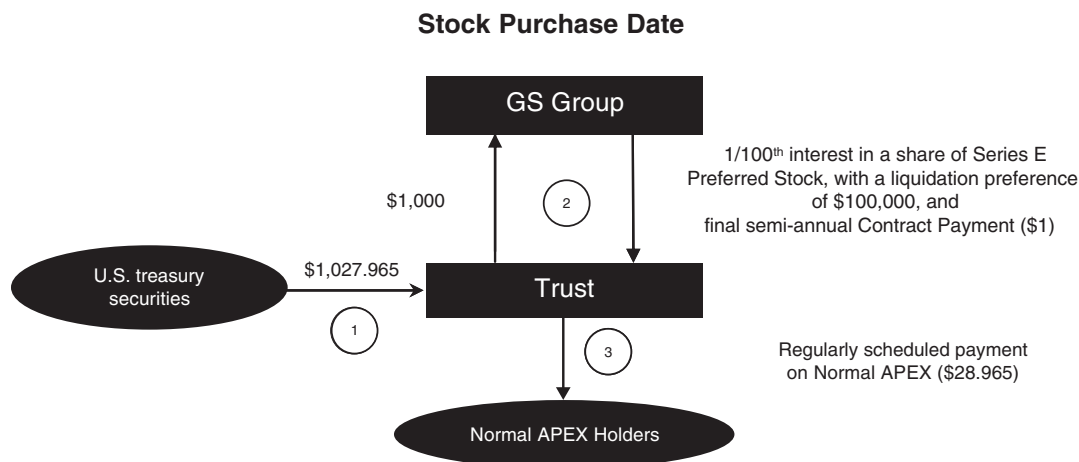 Stock Purchase Date
GS Group
1/100th interest in a share of Series E
Preferred Stock, with a liquidation preference
of $100,000, and
final semi-annual Contract Payment ($1)
$1,000
2
U.S. treasury
securities
$1,027.965
Trust
1
3
Regularly scheduled payment
on Normal APEX ($28.965)
Normal APEX Holders